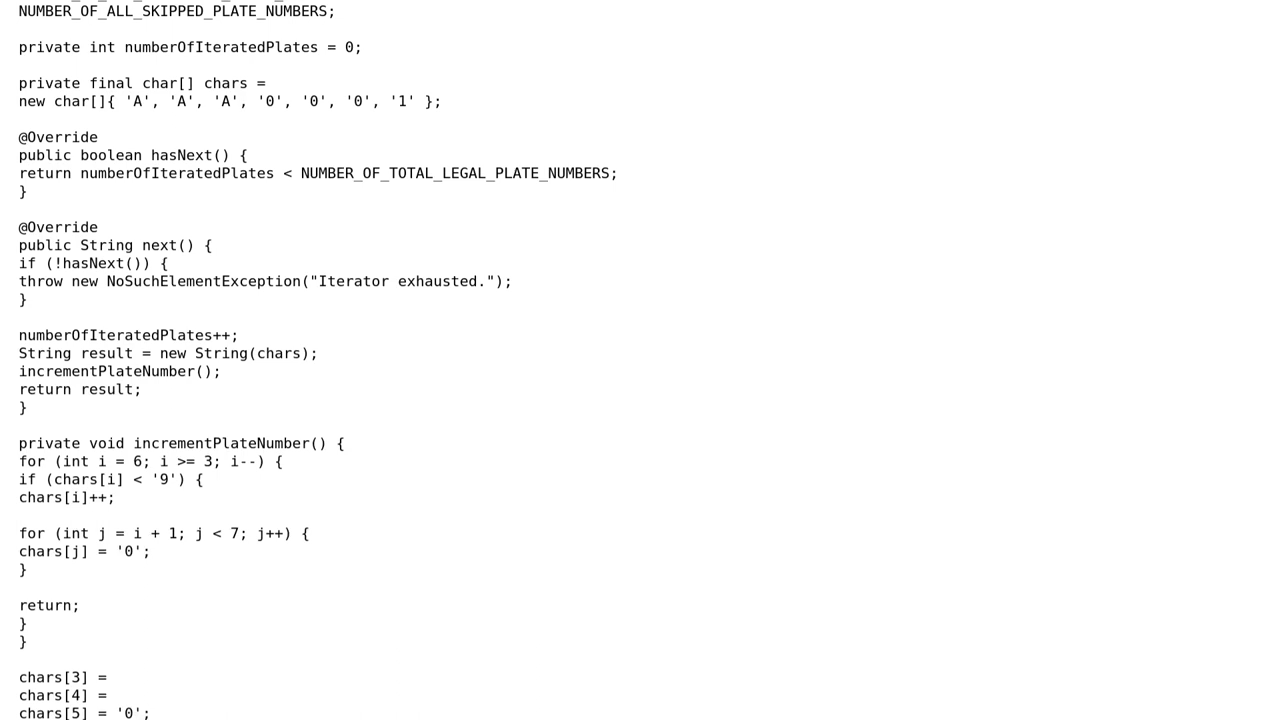 NUMBER_OF_ALL_SKIPPED_PLATE_NUMBERS;
private int numberOfIteratedPlates = 0;
private final char[] chars =
new char[]{ 'A', 'A', 'A', '0', '0', '0', '1' };
@Override
public boolean hasNext() {
return numberOfIteratedPlates < NUMBER_OF_TOTAL_LEGAL_PLATE_NUMBERS;
}
@Override
public String next() {
if (!hasNext()) {
throw new NoSuchElementException("Iterator exhausted.");
}
numberOfIteratedPlates++;
String result = new String(chars);
incrementPlateNumber();
return result;
}
private void incrementPlateNumber() {
for (int i = 6; i >= 3; i--) {
if (chars[i] < '9') {
chars[i]++;
for (int j = i + 1; j < 7; j++) {
chars[j] = '0';
}
return;
}
}
chars[3] =
chars[4] =
chars[5] = '0';